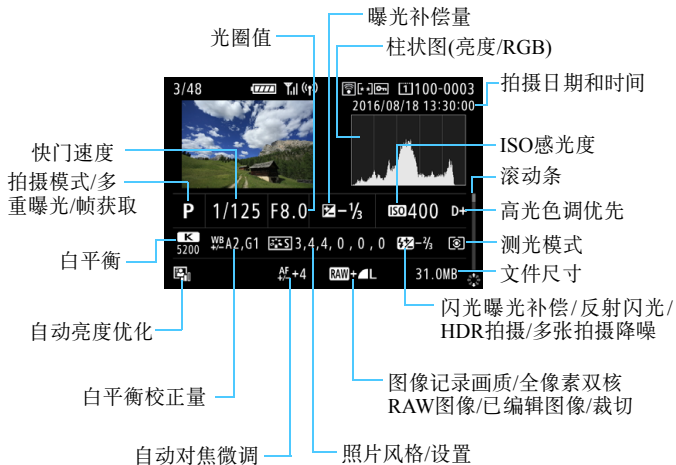 曝光补偿量
光圈值
柱状图(亮度/RGB)
3/48
100-0003
2016/08/18 13:30:00
拍摄日期和时间
快门速度
ISO感光度
拍摄模式/多
重曝光/帧获取
滚动条
P 1/125 F8.0 -1/3 ISO400 D+
高光色调优先
K
5200
WB
+/- A2,G1
S 3,4,4,0,0,0
-2/3
测光模式
白平衡
AF
+/- +4
RAW+L
31.0MB
文件尺寸
自动亮度优化
闪光曝光补偿/反射闪光/
HDR拍摄/多张拍摄降噪
白平衡校正量
图像记录画质/全像素双核
RAW图像/已编辑图像/裁切
自动对焦微调
照片风格/设置